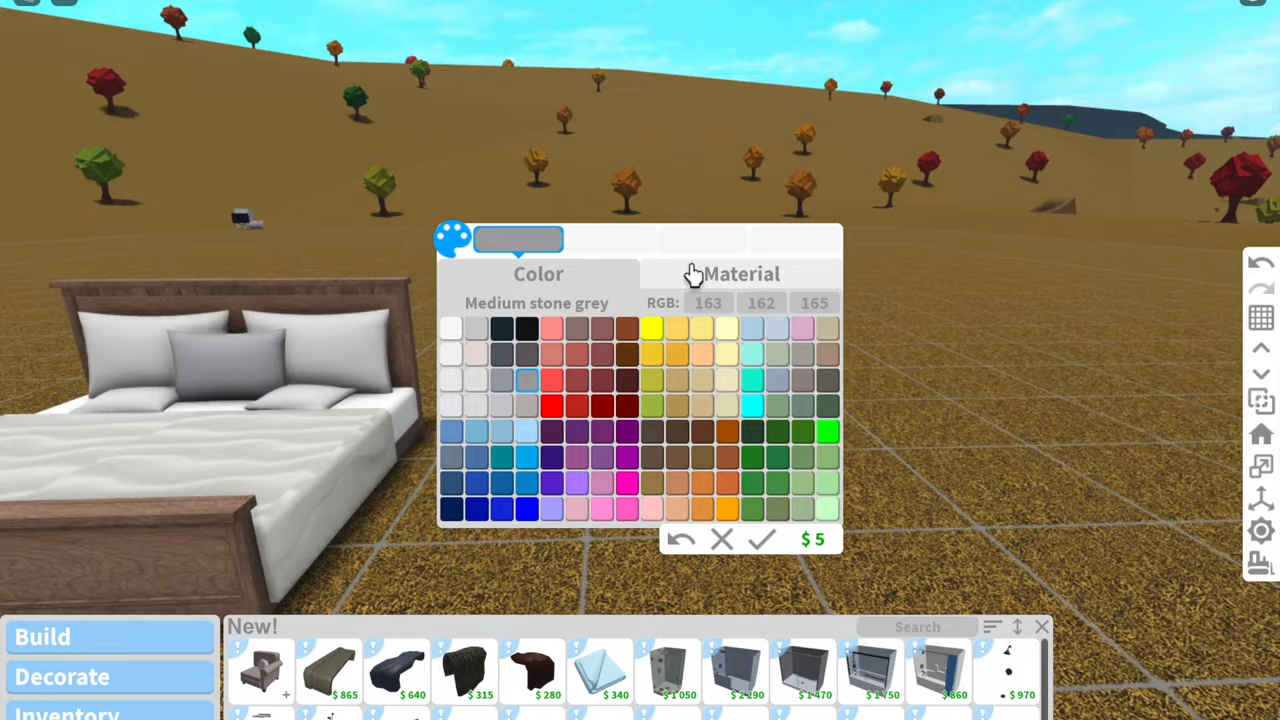 Color
Material
Medium stone grey
RGB: 163 162 165
$ 5
Build
New!
Search
Decorate
+
$ 865
$ 640
$ 315
$ 280
$ 340
$ 1 050
$ 2 290
$ 1 470
$ 1 750
$ 860
$ 970
Inventory